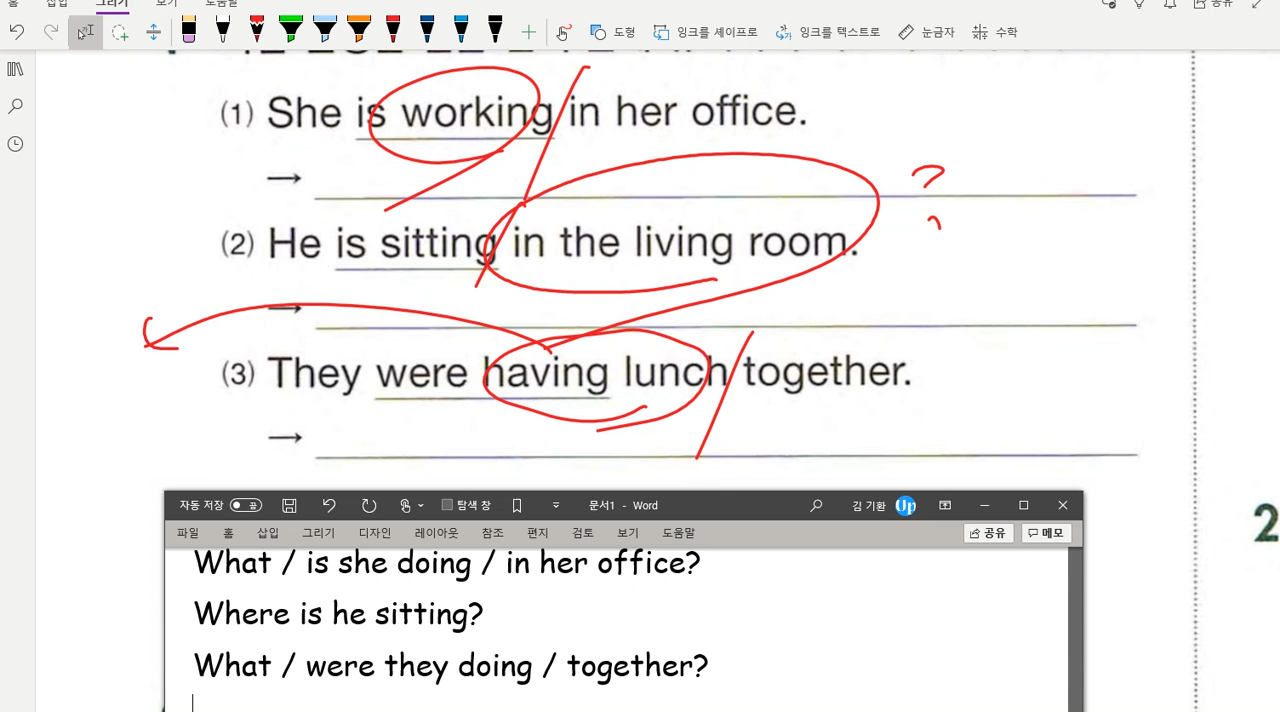 홈 삽입 그리기 보기 도움말 공유
도형 잉크를 셰이프로 잉크를 텍스트로 눈금자 수학
(1) She is working in her office.
→
(2) He is sitting in the living room.
?
→
(3) They were having lunch together.
→
2
자동 저장 끔 탐색 창 문서1 - Word 김 기환 Up
파일 홈 삽입 그리기 디자인 레이아웃 참조 편지 검토 보기 도움말 공유 메모
What / is she doing / in her office?
Where is he sitting?
What / were they doing / together?